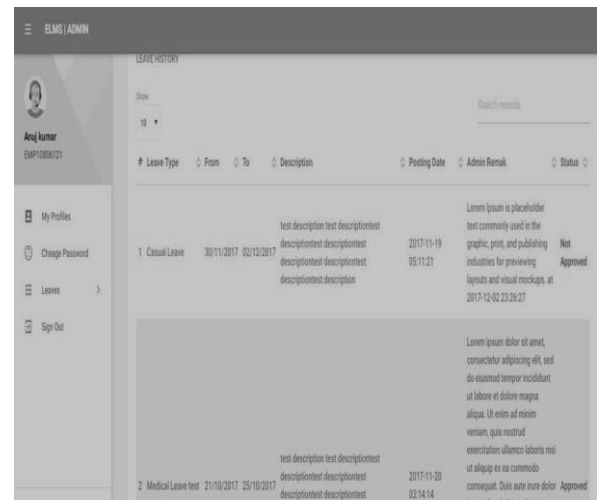 ELMS | ADMIN
Anuj kumar
EMP10806121
My Profiles
Chnage Password
Leaves
Sign Out
LEAVE HISTORY
Show
10
Search records
# Leave Type From To Description Posting Date Admin Remak Status
1 Casual Leave 30/11/2017 02/12/2017
test description test descriptiontest
descriptiontest descriptiontest
descriptiontest descriptiontest
descriptiontest description
2017-11-19
05:11:21
Lorem Ipsum is placeholder
text commonly used in the
graphic, print, and publishing
industries for previewing
layouts and visual mockups. at
2017-12-02 23:26:27
Not
Approved
2 Medical Leave test 21/10/2017 25/10/2017
test description test descriptiontest
descriptiontest descriptiontest
descriptiontest descriptiontest
2017-11-20
03:14:14
Lorem ipsum dolor sit amet,
consectetur adipiscing elit, sed
do eiusmod tempor incididunt
ut labore et dolore magna
aliqua. Ut enim ad minim
veniam, quis nostrud
exercitation ullamco laboris nisi
ut aliquip ex ea commodo
consequat. Duis aute irure dolor
Approved